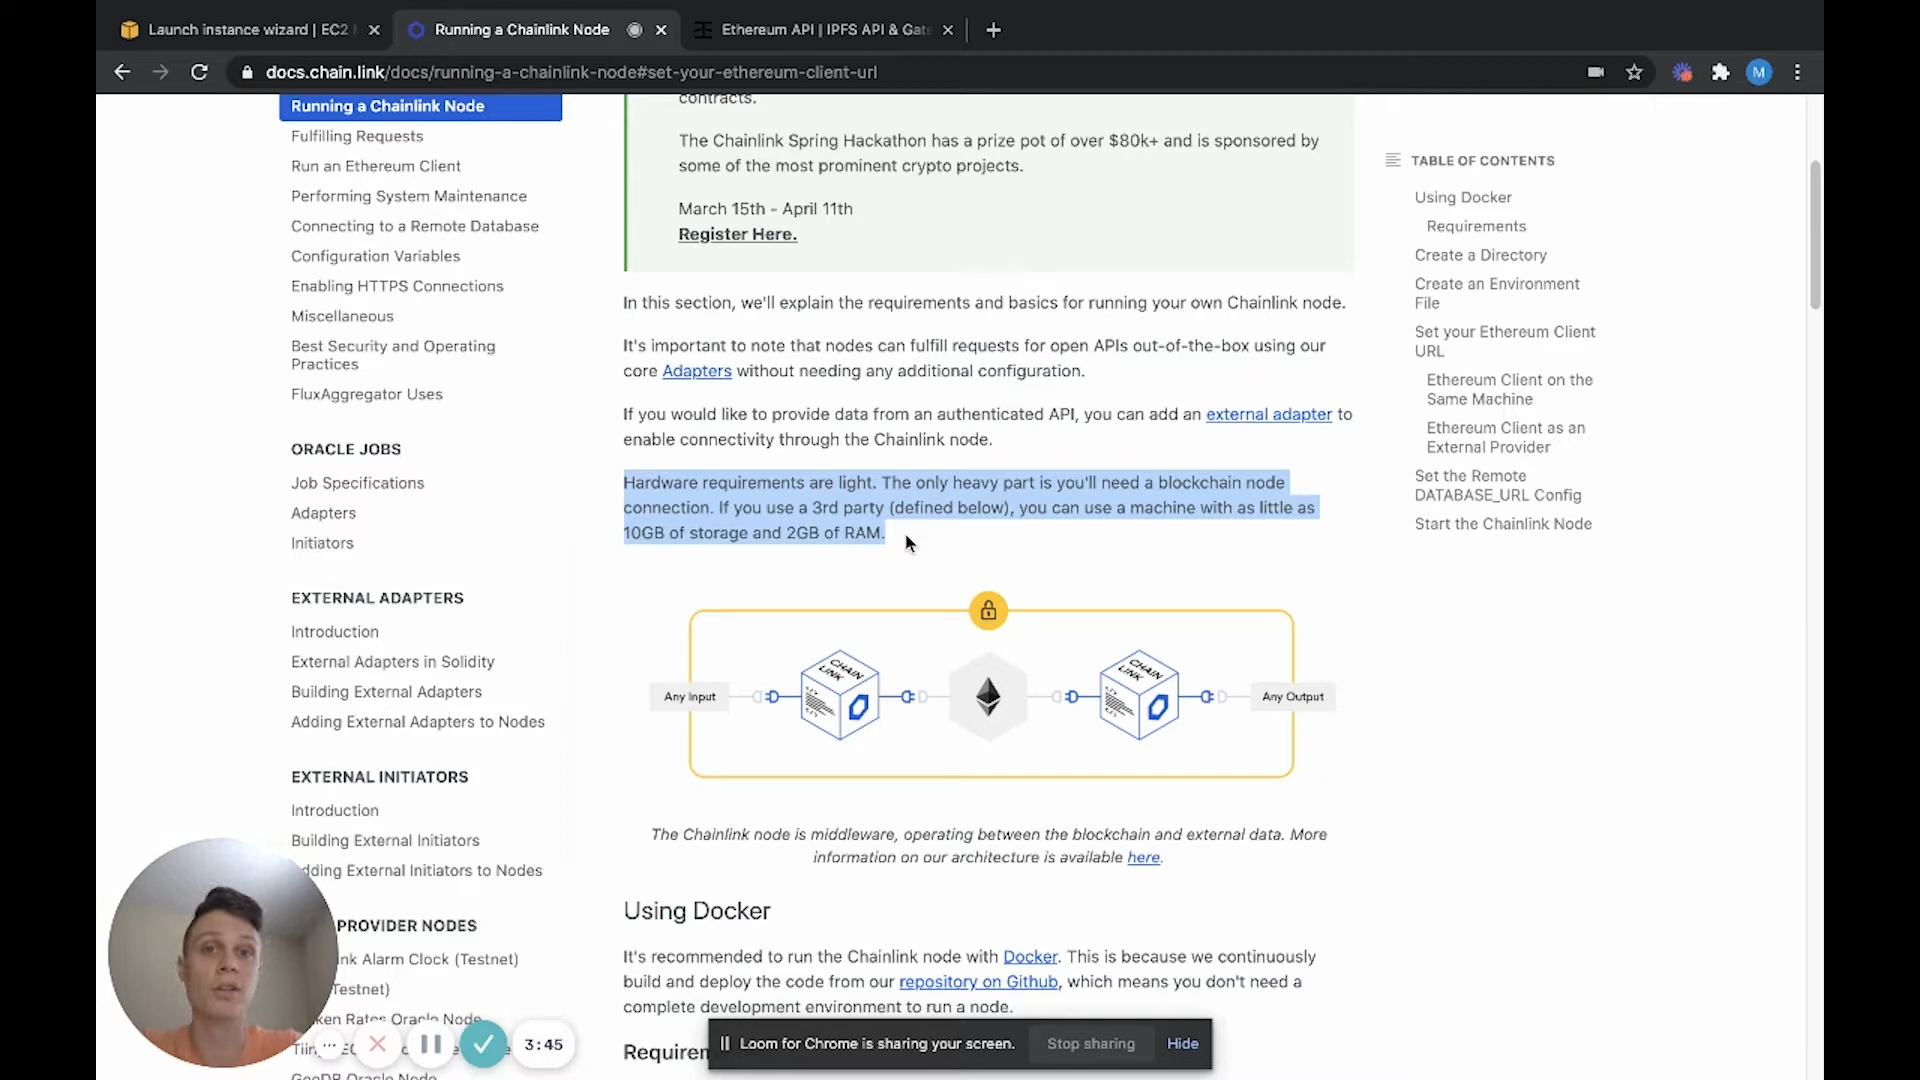 Launch instance wizard | EC2
Running a Chainlink Node
Ethereum API | IPFS API & Gate
docs.chain.link/docs/running-a-chainlink-node#set-your-ethereum-client-url
M
Running a Chainlink Node
Fulfilling Requests
Run an Ethereum Client
Performing System Maintenance
Connecting to a Remote Database
Configuration Variables
Enabling HTTPS Connections
Miscellaneous
Best Security and Operating
Practices
FluxAggregator Uses
ORACLE JOBS
Job Specifications
Adapters
Initiators
EXTERNAL ADAPTERS
Introduction
External Adapters in Solidity
Building External Adapters
Adding External Adapters to Nodes
EXTERNAL INITIATORS
Introduction
Building External Initiators
dding External Initiators to Nodes
PROVIDER NODES
nk Alarm Clock (Testnet)
Testnet)
ken Rates Oracle Node
GeoDB Oracle Node
3:45
contracts.
The Chainlink Spring Hackathon has a prize pot of over $80k+ and is sponsored by
some of the most prominent crypto projects.
March 15th - April 11th
Register Here.
In this section, we'll explain the requirements and basics for running your own Chainlink node.
It's important to note that nodes can fulfill requests for open APIs out-of-the-box using our
core Adapters without needing any additional configuration.
If you would like to provide data from an authenticated API, you can add an external adapter to
enable connectivity through the Chainlink node.
Hardware requirements are light. The only heavy part is you'll need a blockchain node
connection. If you use a 3rd party (defined below), you can use a machine with as little as
10GB of storage and 2GB of RAM.
Any Input
CHAIN
LINK
CHAIN
LINK
Any Output
The Chainlink node is middleware, operating between the blockchain and external data. More
information on our architecture is available here.
Using Docker
It's recommended to run the Chainlink node with Docker. This is because we continuously
build and deploy the code from our repository on Github, which means you don't need a
complete development environment to run a node.
Requirem
Loom for Chrome is sharing your screen.
Stop sharing
Hide
TABLE OF CONTENTS
Using Docker
Requirements
Create a Directory
Create an Environment
File
Set your Ethereum Client
URL
Ethereum Client on the
Same Machine
Ethereum Client as an
External Provider
Set the Remote
DATABASE_URL Config
Start the Chainlink Node